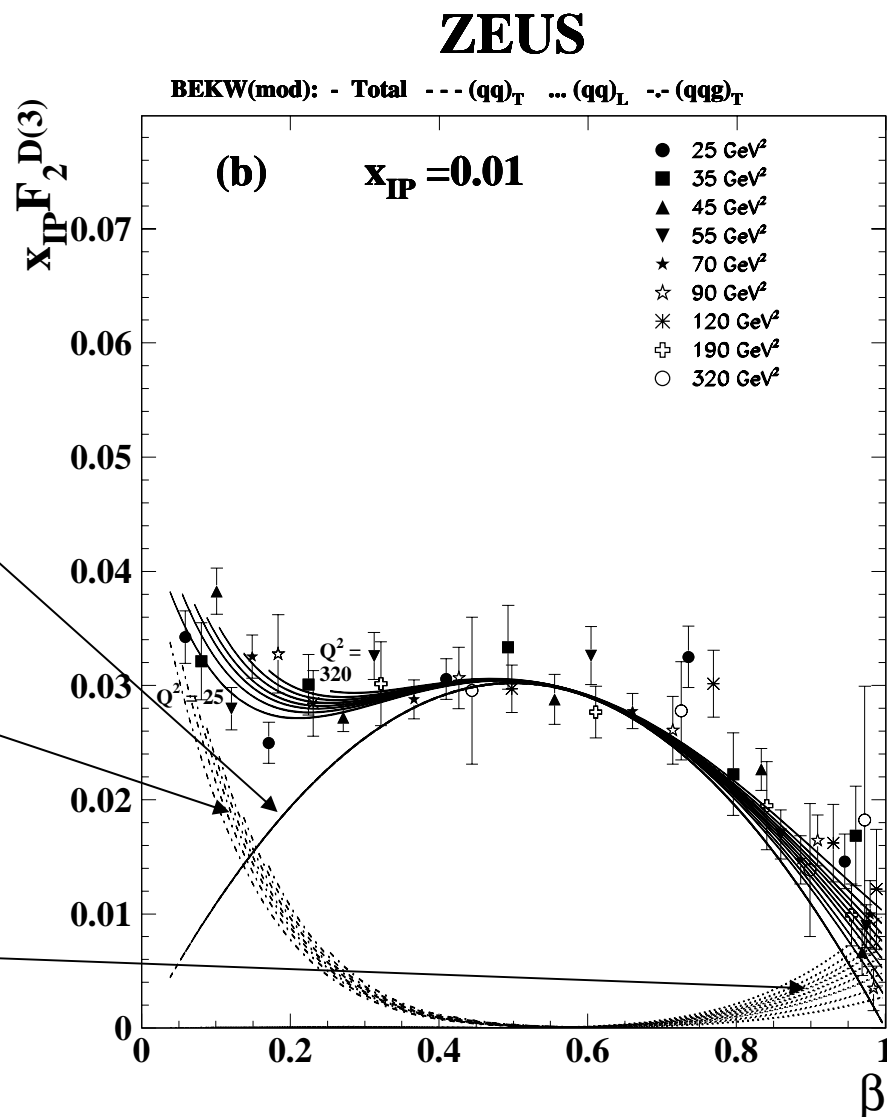 ZEUS
BEKW(mod): - Total - - - (qq)T ... (qq)L -.- (qqg)T
xIPF2D(3)
(b) xIP =0.01
25 GeV²
35 GeV²
45 GeV²
55 GeV²
70 GeV²
90 GeV²
120 GeV²
190 GeV²
320 GeV²
0.07
0.06
0.05
0.04
0.03
0.02
0.01
0
Q² =
320
Q² = 25
0 0.2 0.4 0.6 0.8 1
β